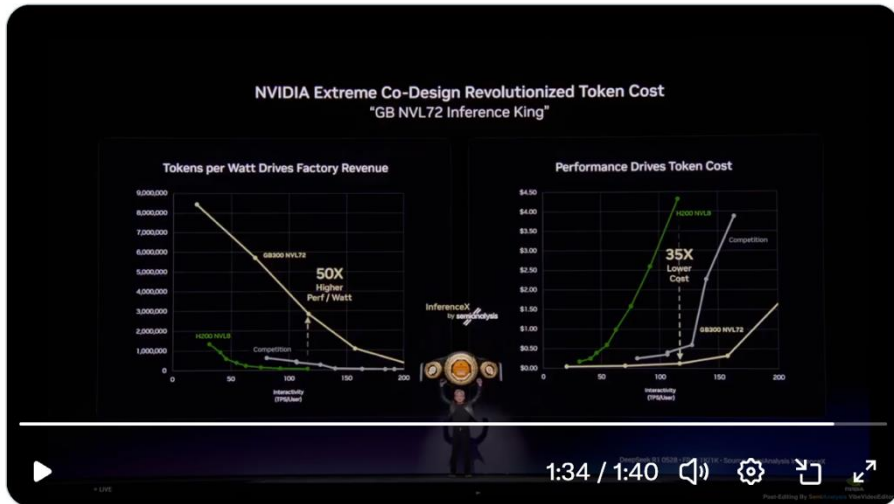 NVIDIA Extreme Co-Design Revolutionized Token Cost
"GB NVL72 Inference King"
Tokens per Watt Drives Factory Revenue
9,000,000
8,000,000
7,000,000
6,000,000
5,000,000
4,000,000
3,000,000
2,000,000
1,000,000
0
GB300 NVL72
50X
Higher
Perf / Watt
H200 NVL8
Competition
0
50
100
150
200
Interactivity
(TPS/User)
InferenceX
by semianalysis
Performance Drives Token Cost
$4.50
$4.00
$3.50
$3.00
$2.50
$2.00
$1.50
$1.00
$0.50
$0.00
H200 NVL8
Competition
35X
Lower
Cost
GB300 NVL72
0
50
100
150
200
Interactivity
(TPS/User)
1:34 / 1:40
LIVE